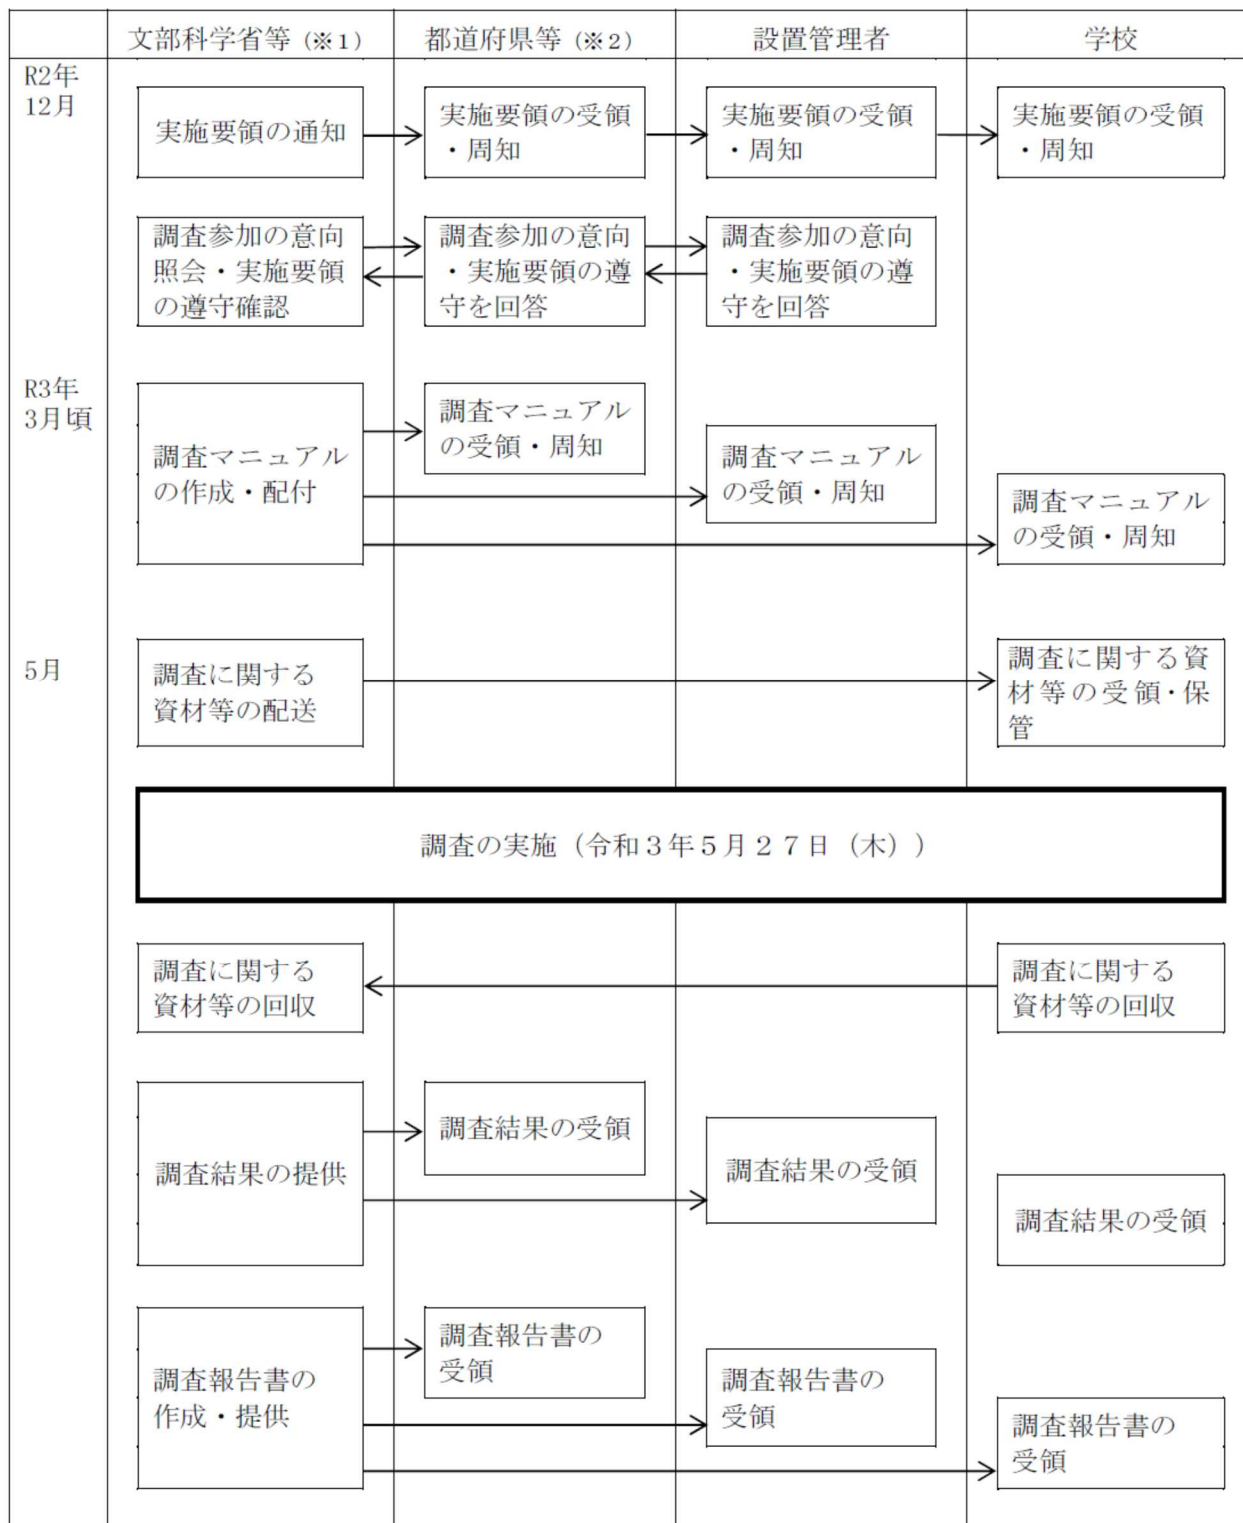 文部科学省等（※１）
都道府県等（※２）
設置管理者
学校
R2年
12月
実施要領の通知
実施要領の受領
・周知
実施要領の受領
・周知
実施要領の受領
・周知
調査参加の意向
照会・実施要領
の遵守確認
調査参加の意向
・実施要領の遵
守を回答
調査参加の意向
・実施要領の遵
守を回答
R3年
3月頃
調査マニュアル
の作成・配付
調査マニュアル
の受領・周知
調査マニュアル
の受領・周知
調査マニュアル
の受領・周知
5月
調査に関する
資材等の配送
調査に関する資
材等の受領・保
管
調査の実施（令和３年５月２７日（木））
調査に関する
資材等の回収
調査に関する
資材等の回収
調査結果の提供
調査結果の受領
調査結果の受領
調査結果の受領
調査報告書の
作成・提供
調査報告書の
受領
調査報告書の
受領
調査報告書の
受領